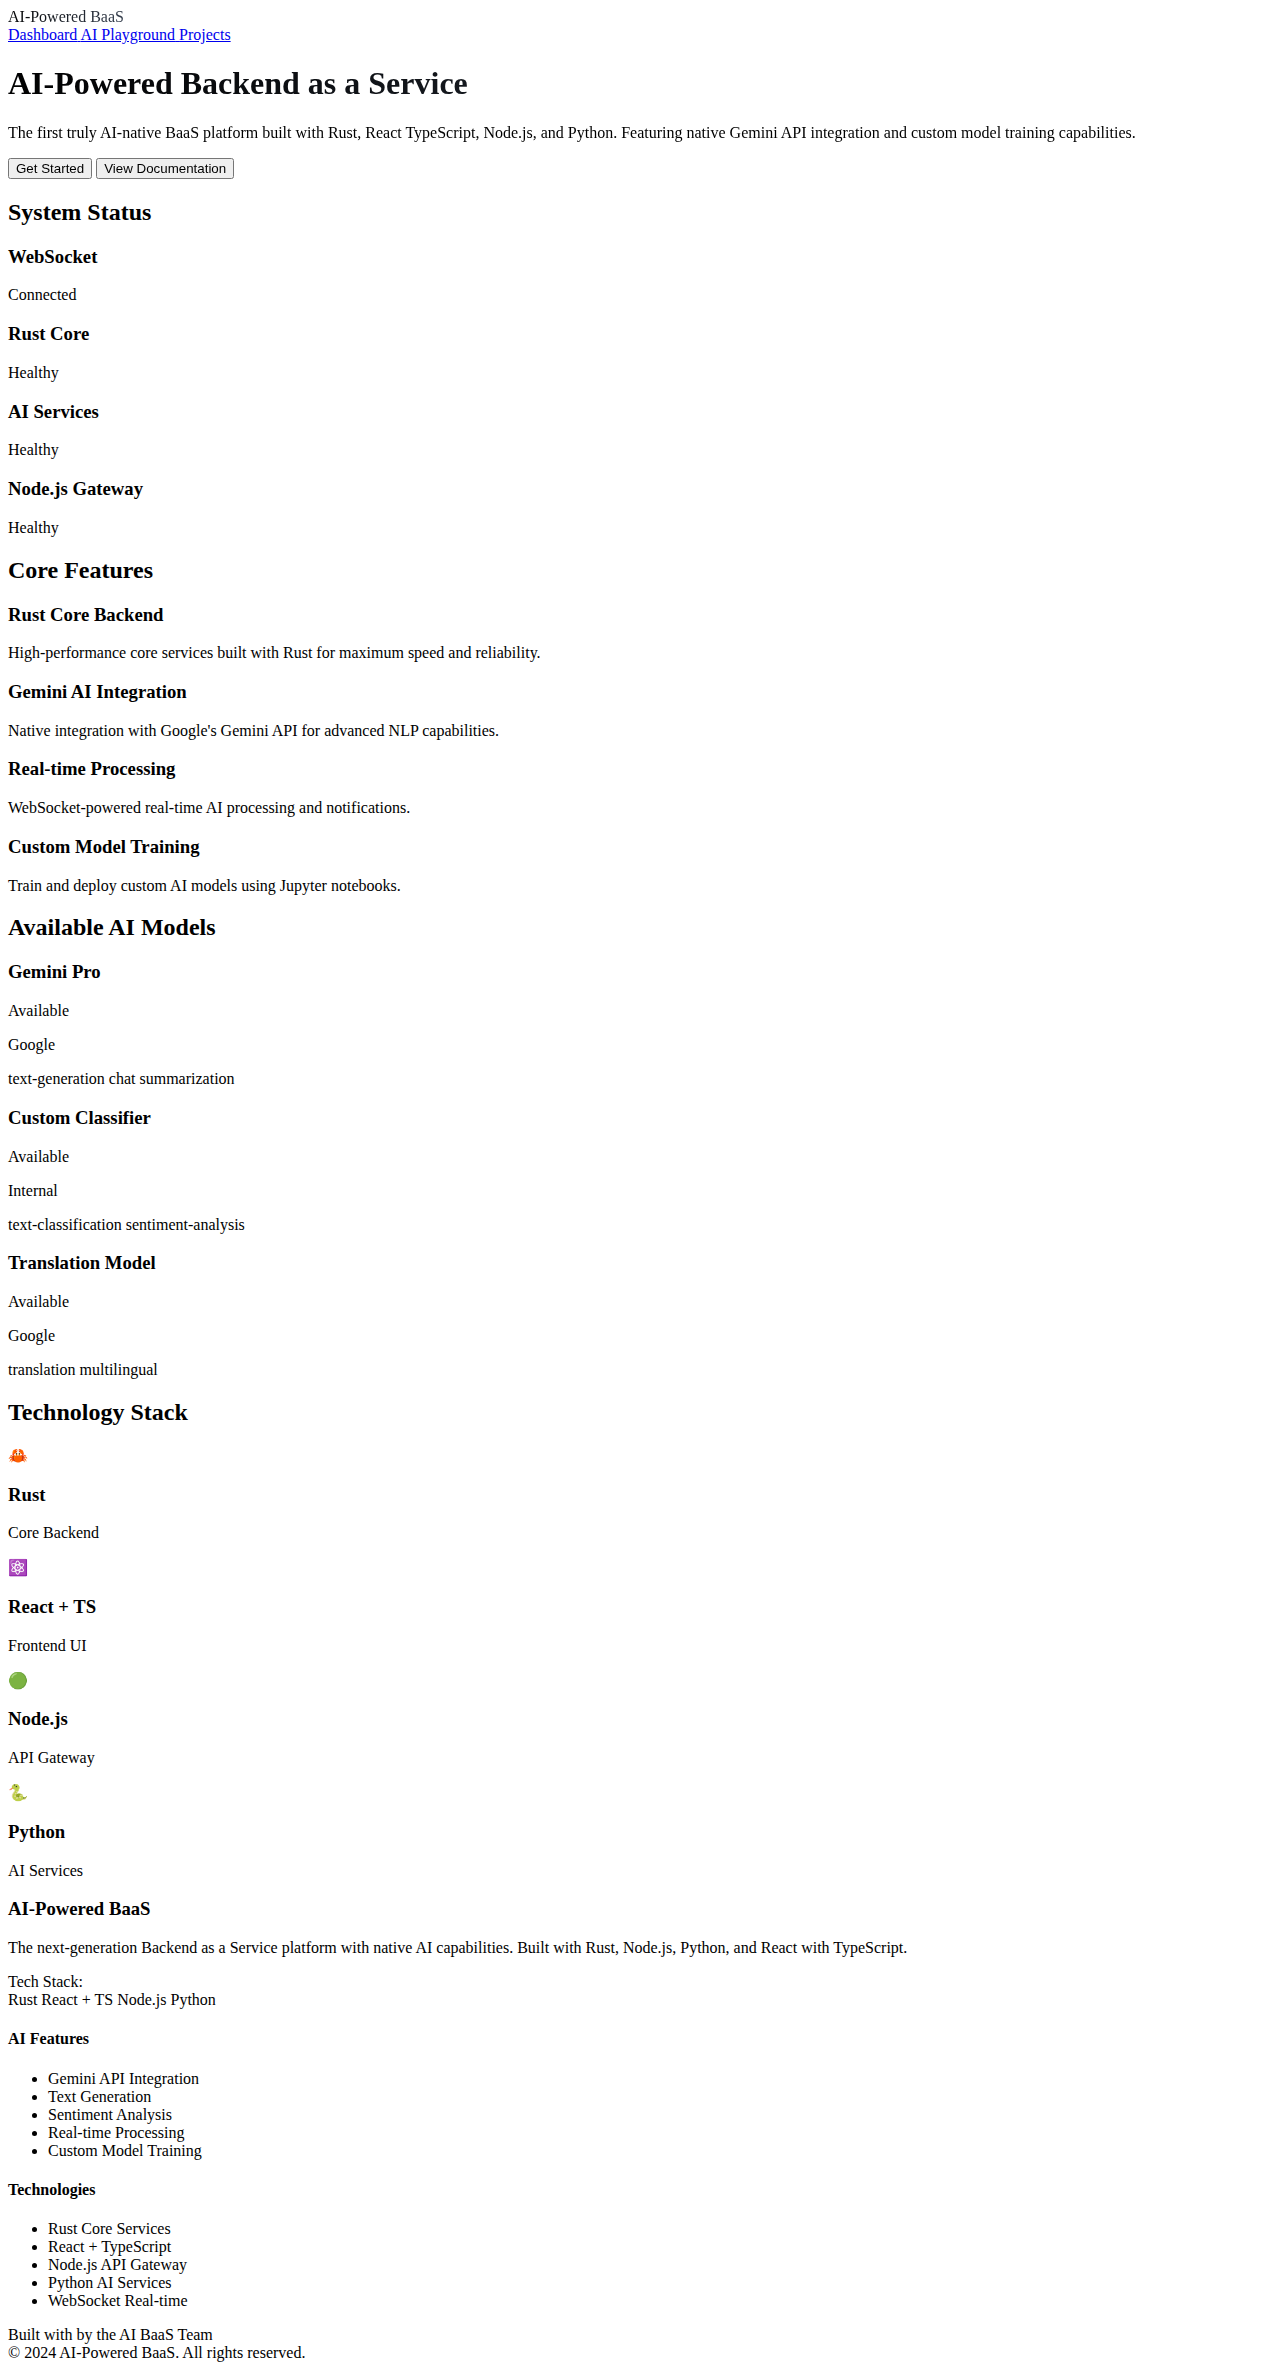 AI-Powered BaaS
Dashboard AI Playground Projects
AI-Powered Backend as a Service
The first truly AI-native BaaS platform built with Rust, React TypeScript, Node.js, and Python. Featuring native Gemini API integration and custom model training capabilities.
Get Started View Documentation
System Status
WebSocket
Connected
Rust Core
Healthy
AI Services
Healthy
Node.js Gateway
Healthy
Core Features
Rust Core Backend
High-performance core services built with Rust for maximum speed and reliability.
Gemini AI Integration
Native integration with Google's Gemini API for advanced NLP capabilities.
Real-time Processing
WebSocket-powered real-time AI processing and notifications.
Custom Model Training
Train and deploy custom AI models using Jupyter notebooks.
Available AI Models
Gemini Pro
Available
Google
text-generation chat summarization
Custom Classifier
Available
Internal
text-classification sentiment-analysis
Translation Model
Available
Google
translation multilingual
Technology Stack
Rust
Core Backend
React + TS
Frontend UI
Node.js
API Gateway
Python
AI Services
AI-Powered BaaS
The next-generation Backend as a Service platform with native AI capabilities. Built with Rust, Node.js, Python, and React with TypeScript.
Tech Stack:
Rust React + TS Node.js Python
AI Features
Gemini API Integration
Text Generation
Sentiment Analysis
Real-time Processing
Custom Model Training
Technologies
Rust Core Services
React + TypeScript
Node.js API Gateway
Python AI Services
WebSocket Real-time
Built with by the AI BaaS Team
© 2024 AI-Powered BaaS. All rights reserved.